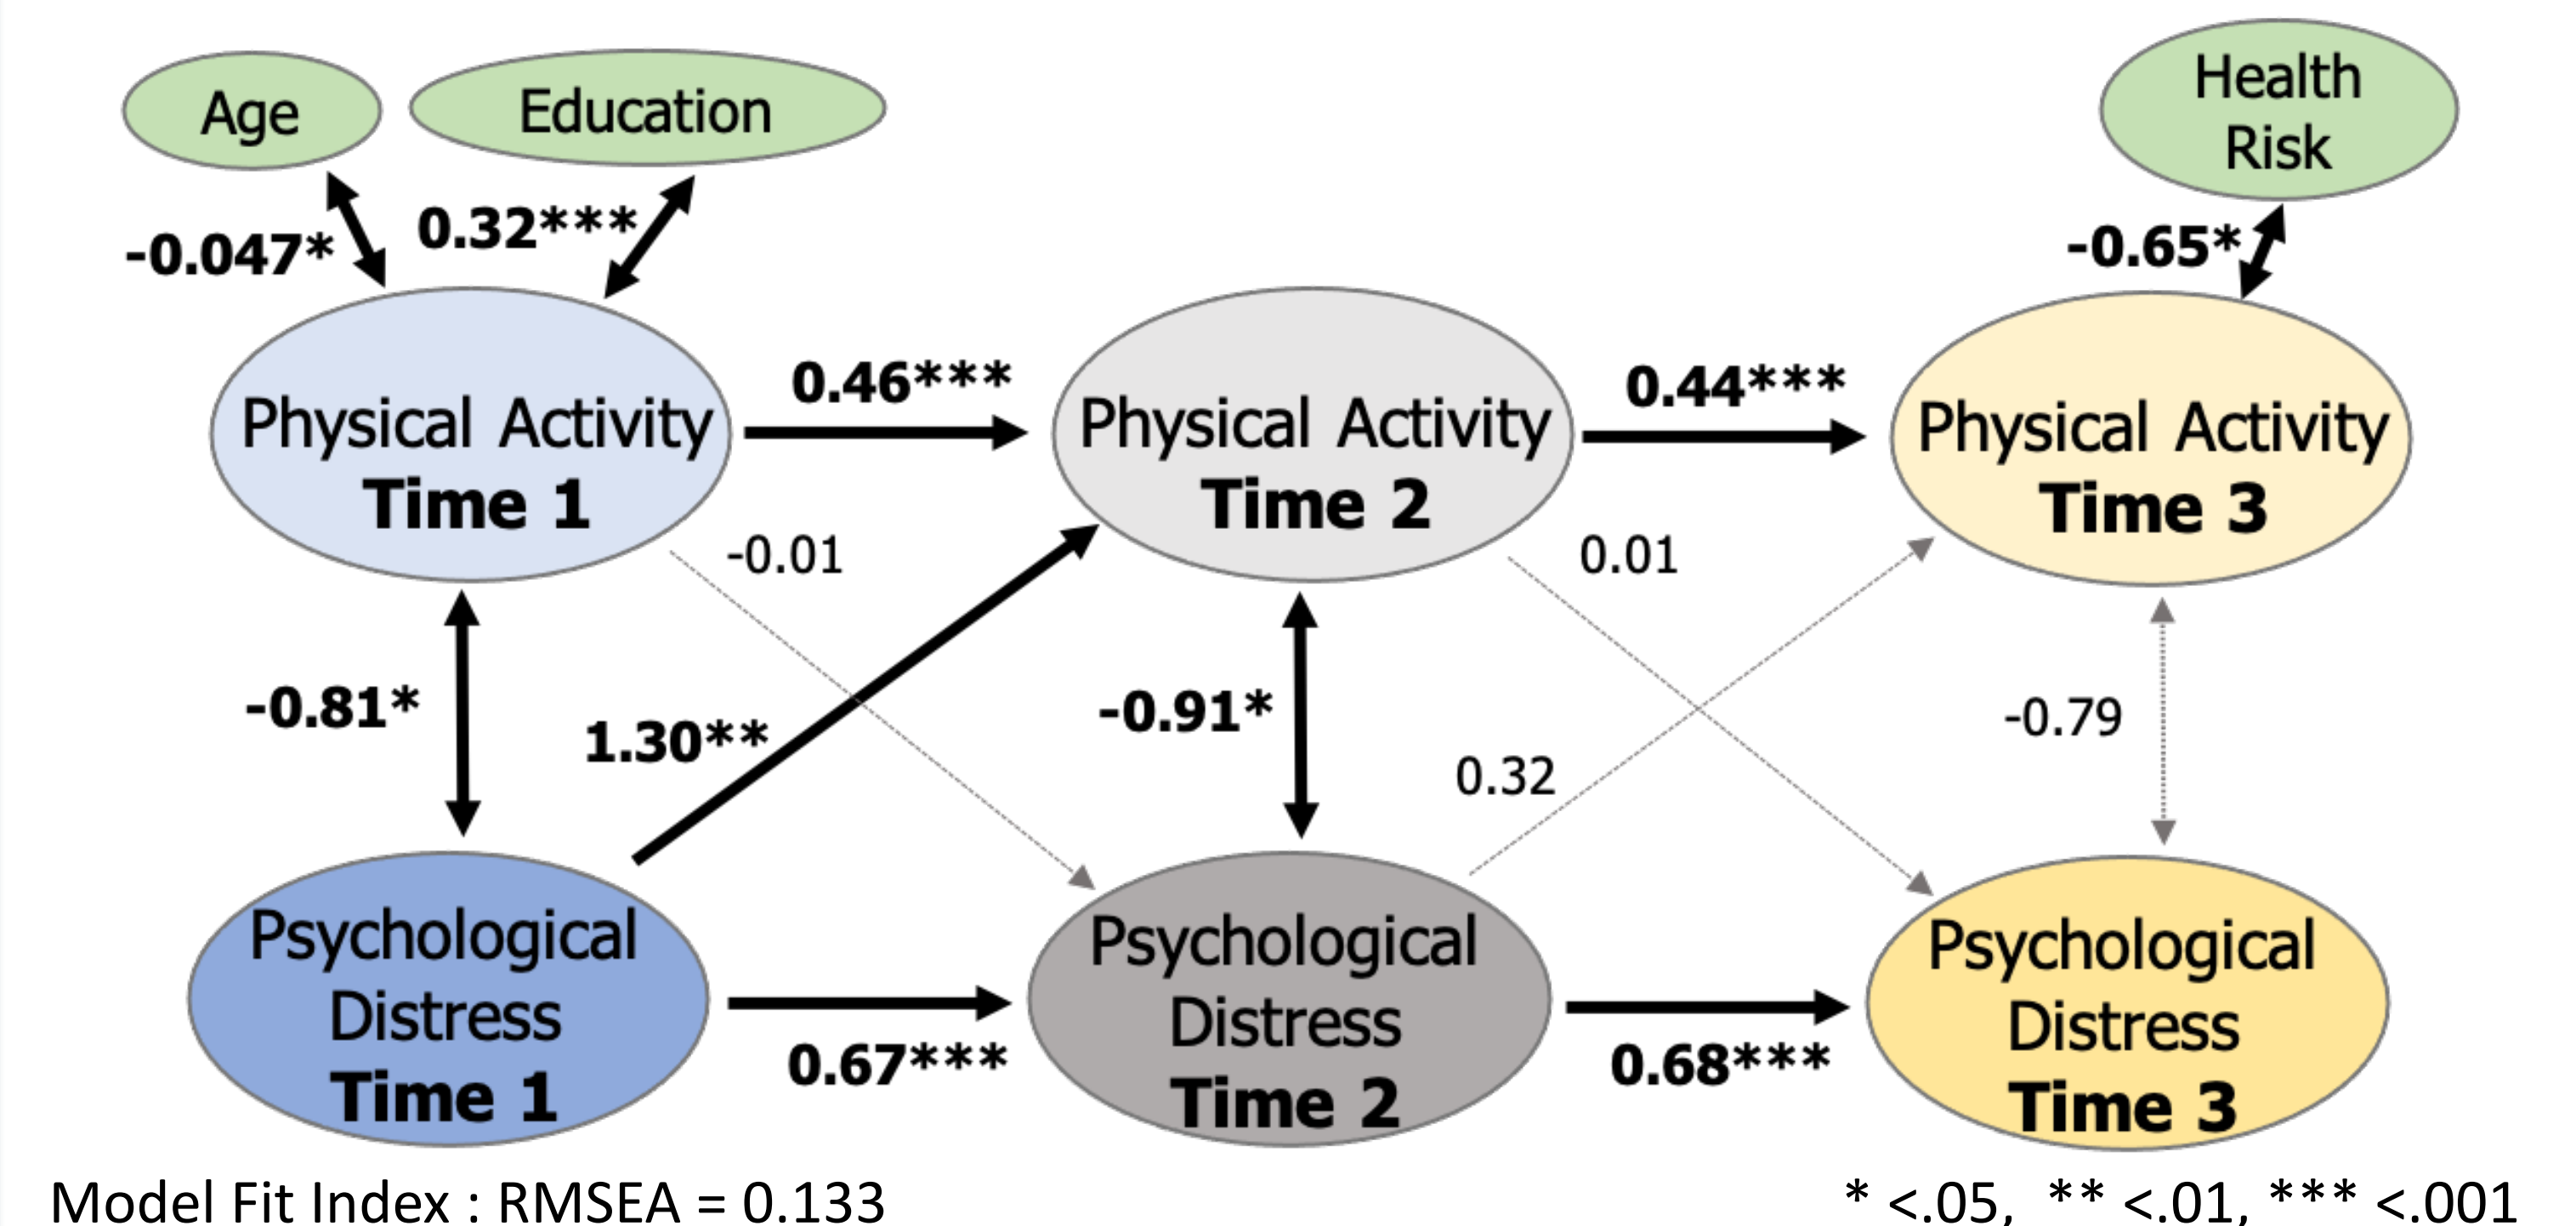 Age
Education
Health
Risk
-0.047*
0.32***
-0.65*
Physical Activity
Time 1
0.46***
Physical Activity
Time 2
0.44***
Physical Activity
Time 3
-0.01
0.01
-0.81*
1.30**
-0.91*
0.32
-0.79
Psychological
Distress
Time 1
0.67***
Psychological
Distress
Time 2
0.68***
Psychological
Distress
Time 3
Model Fit Index : RMSEA = 0.133
* <.05, ** <.01, *** <.001